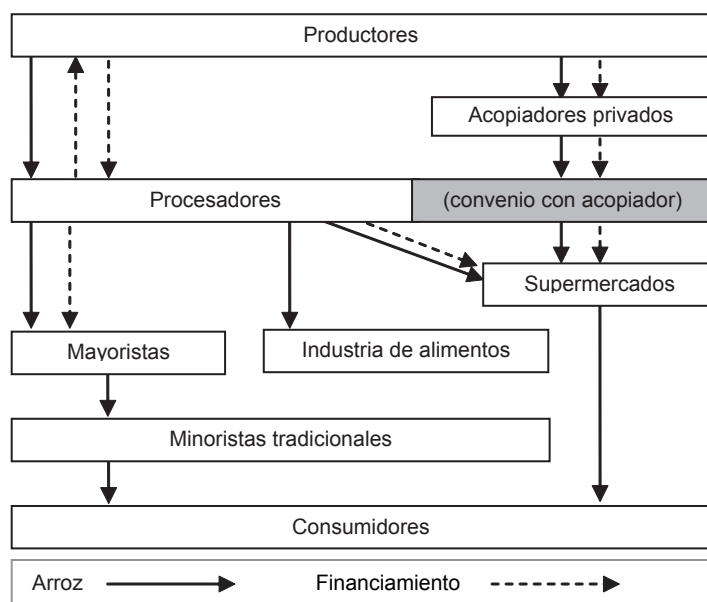 Productores
Acopiadores privados
Procesadores
(convenio con acopiador)
Supermercados
Mayoristas
Industria de alimentos
Minoristas tradicionales
Consumidores
Arroz
Financiamiento